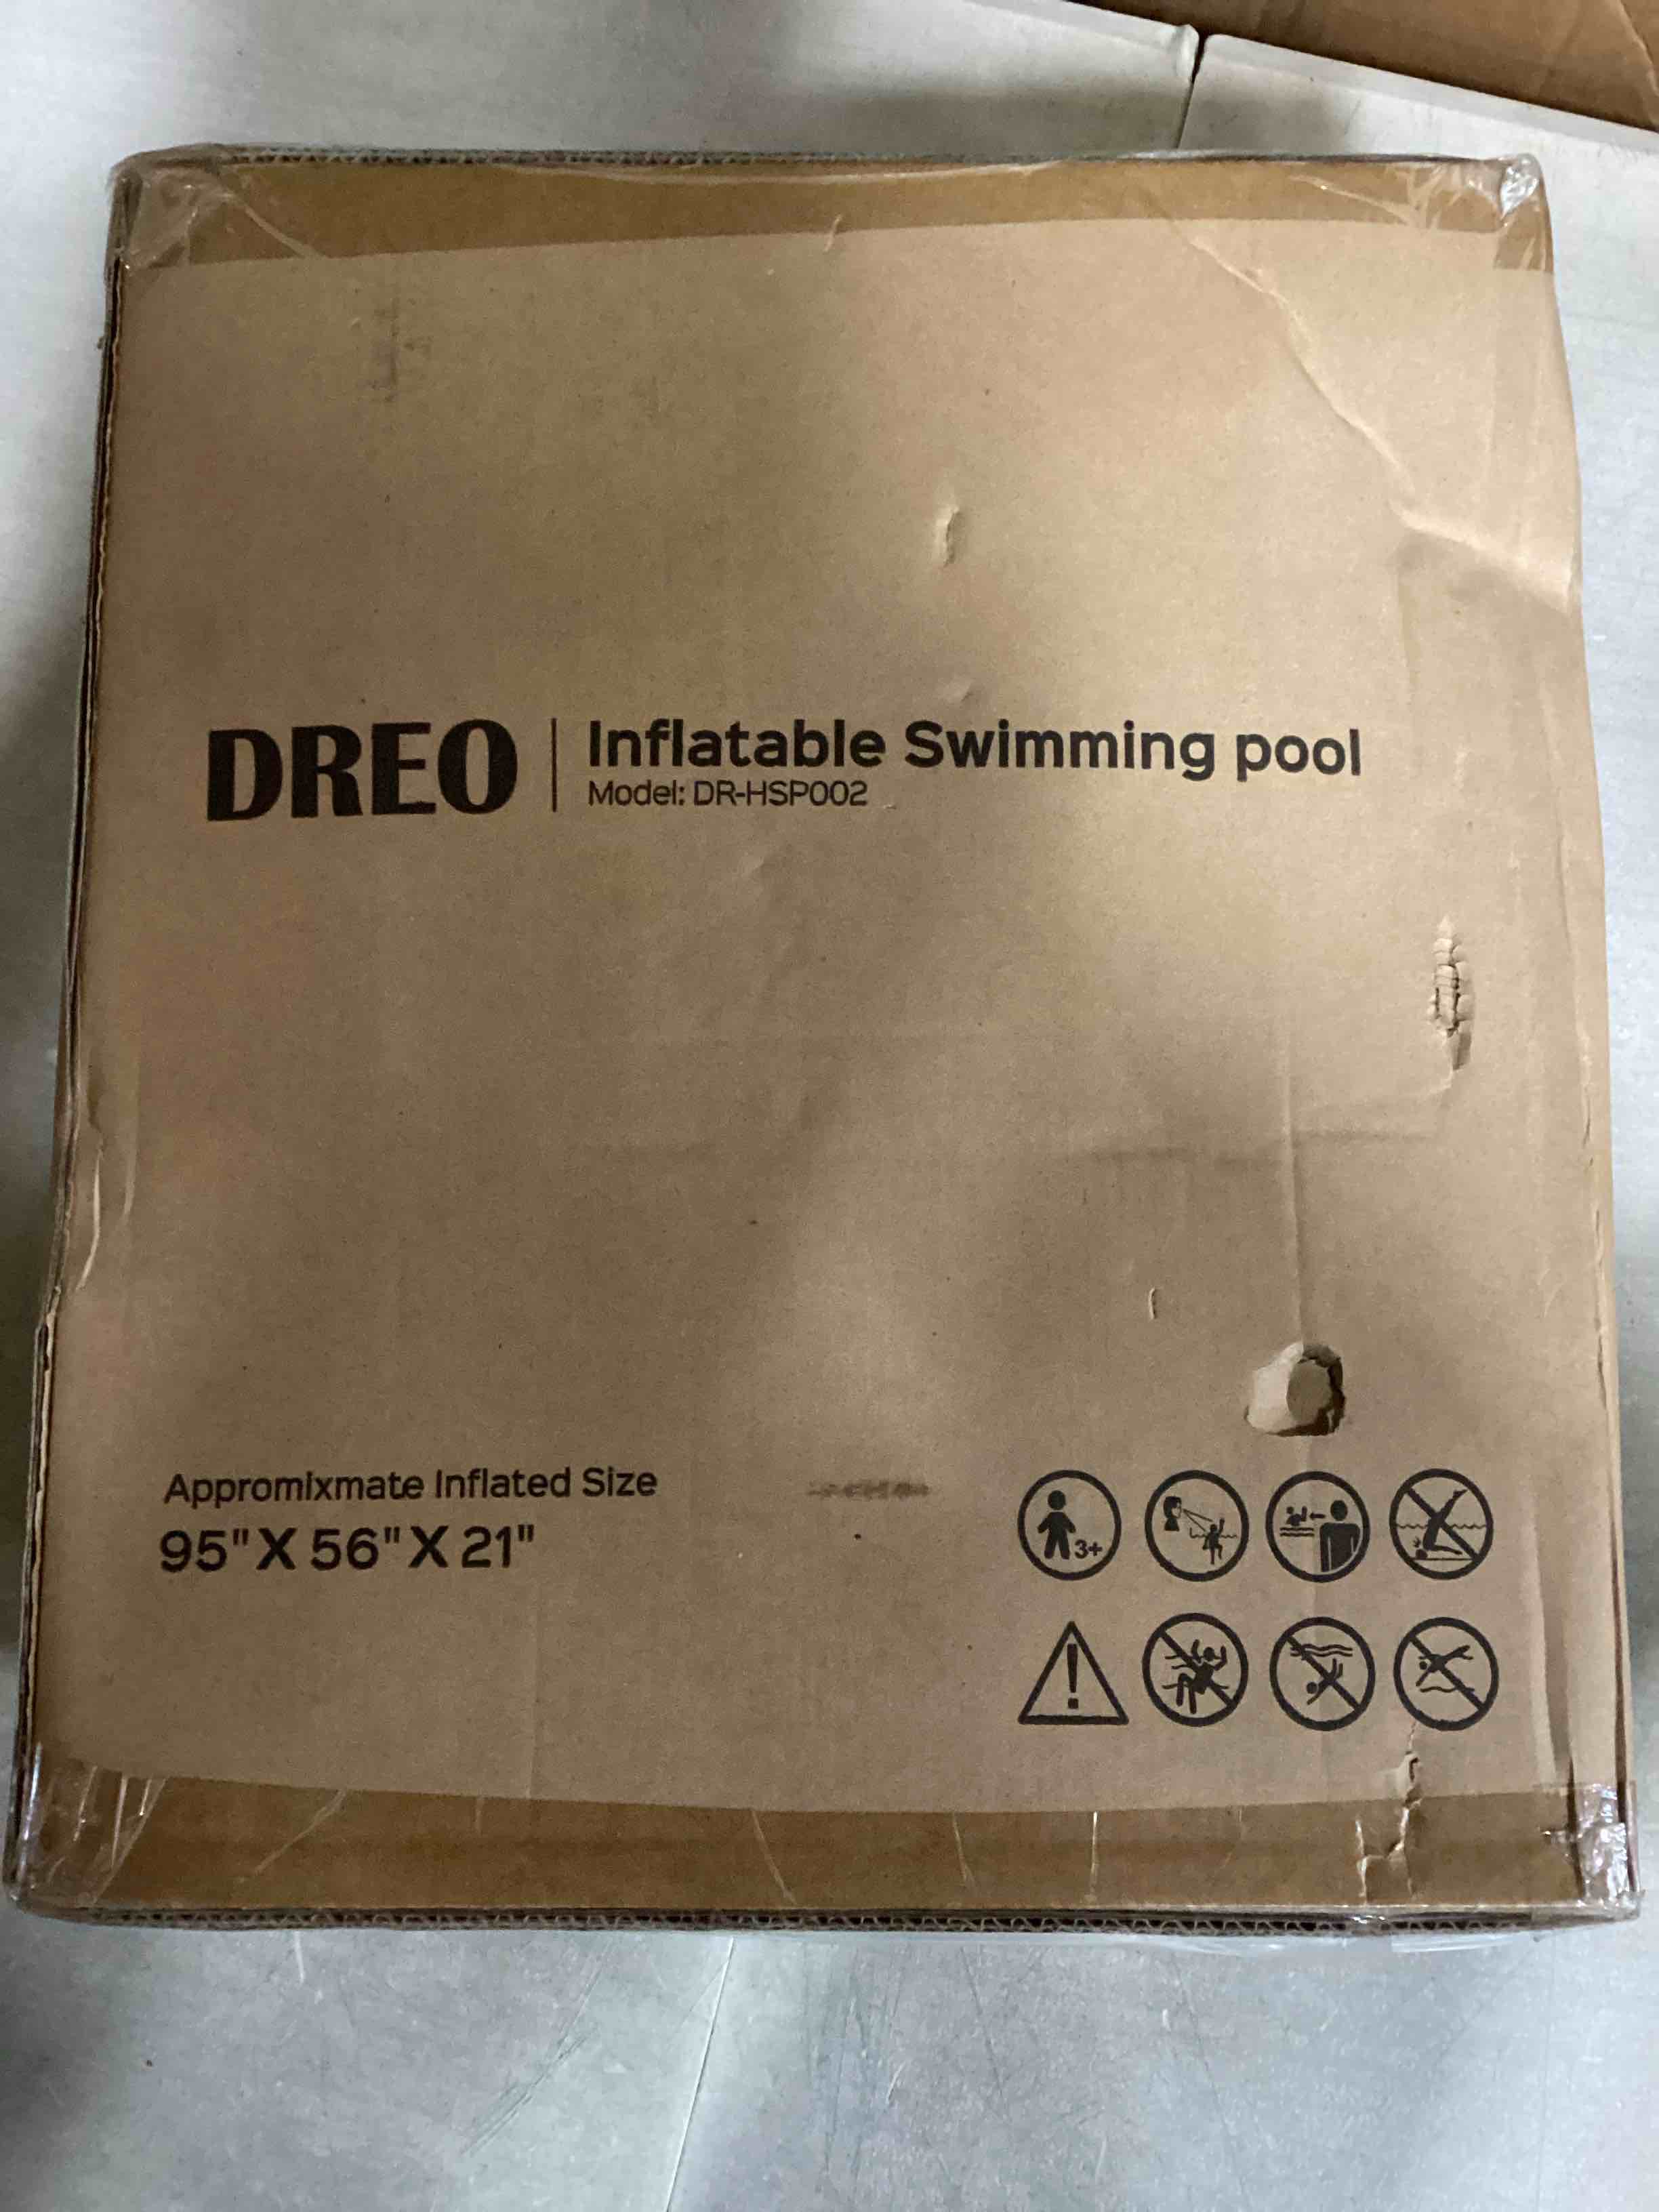 DREO
Inflatable Swimming pool
Model: DR-HSP002
Appromixmate Inflated Size
95" X 56" X 21"
3+